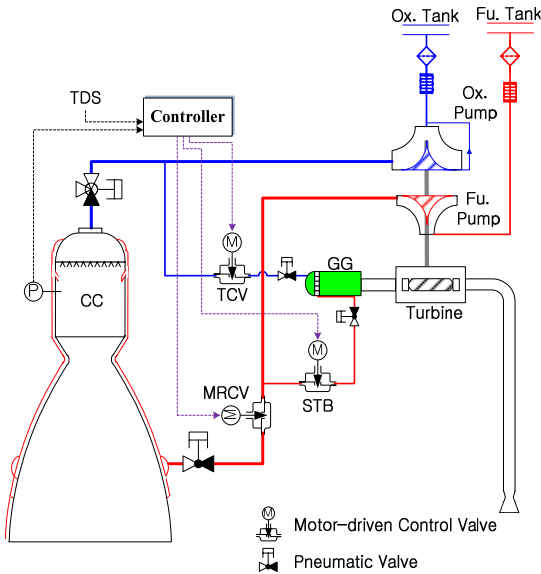 Ox. Tank
Fu. Tank
TDS
Controller
Ox.
Pump
Fu.
Pump
M
TCV
GG
Turbine
P
CC
M
STB
MRCV
M
M
Motor-driven Control Valve
Pneumatic Valve